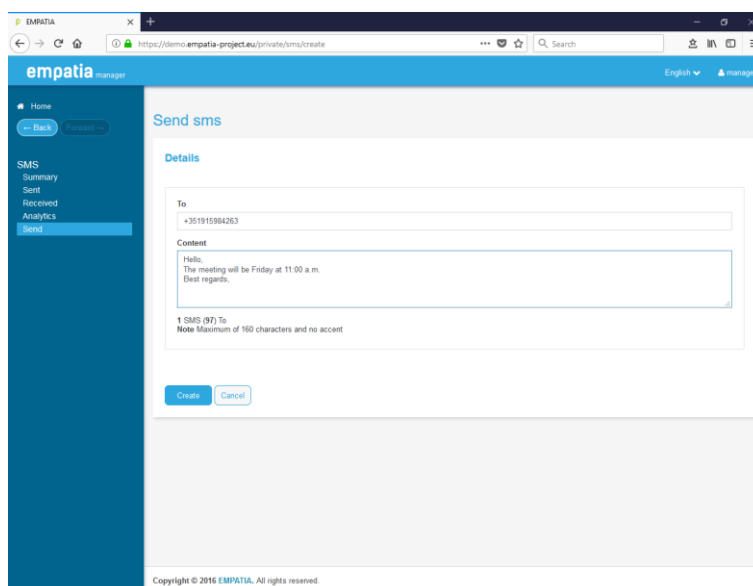 EMPATIA
https://demo.empatia-project.eu/private/sms/create
Search
empatia manager
English
manage
Home
← Back
Forward →
SMS
Summary
Sent
Received
Analytics
Send
Send sms
Details
To
+351915984263
Content
Hello,
The meeting will be Friday at 11:00 a.m.
Best regards,
1 SMS (97) To
Note Maximum of 160 characters and no accent
Create
Cancel
Copyright © 2016 EMPATIA. All rights reserved.